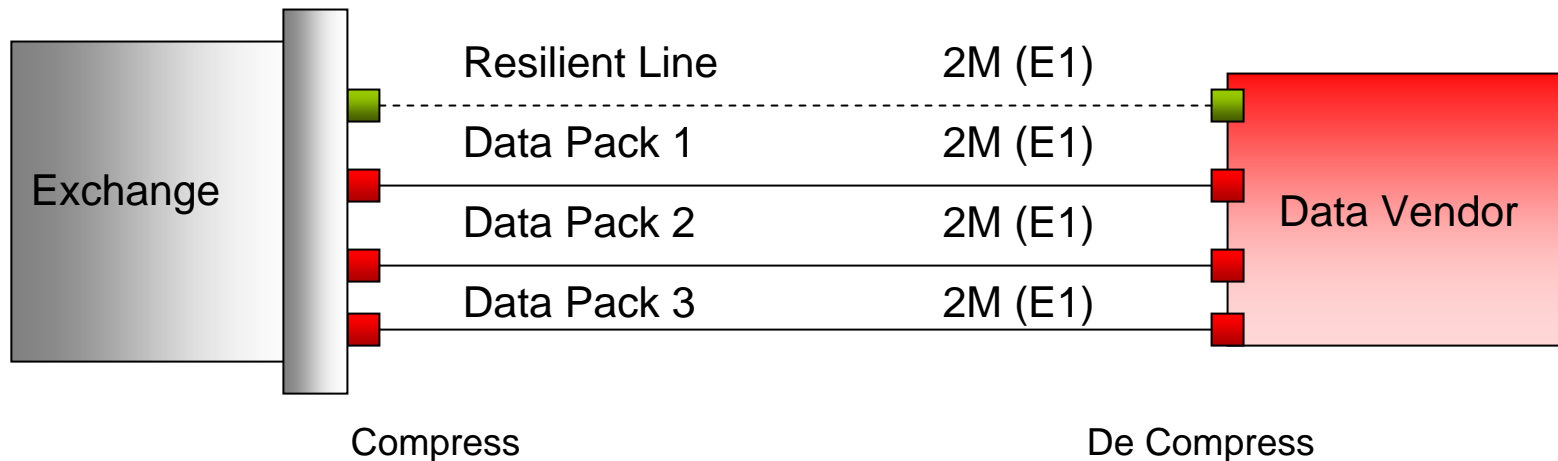 Resilient Line 2M (E1)
Data Pack 1 2M (E1)
Exchange
Data Pack 2 2M (E1)
Data Vendor
Data Pack 3 2M (E1)
Compress De Compress